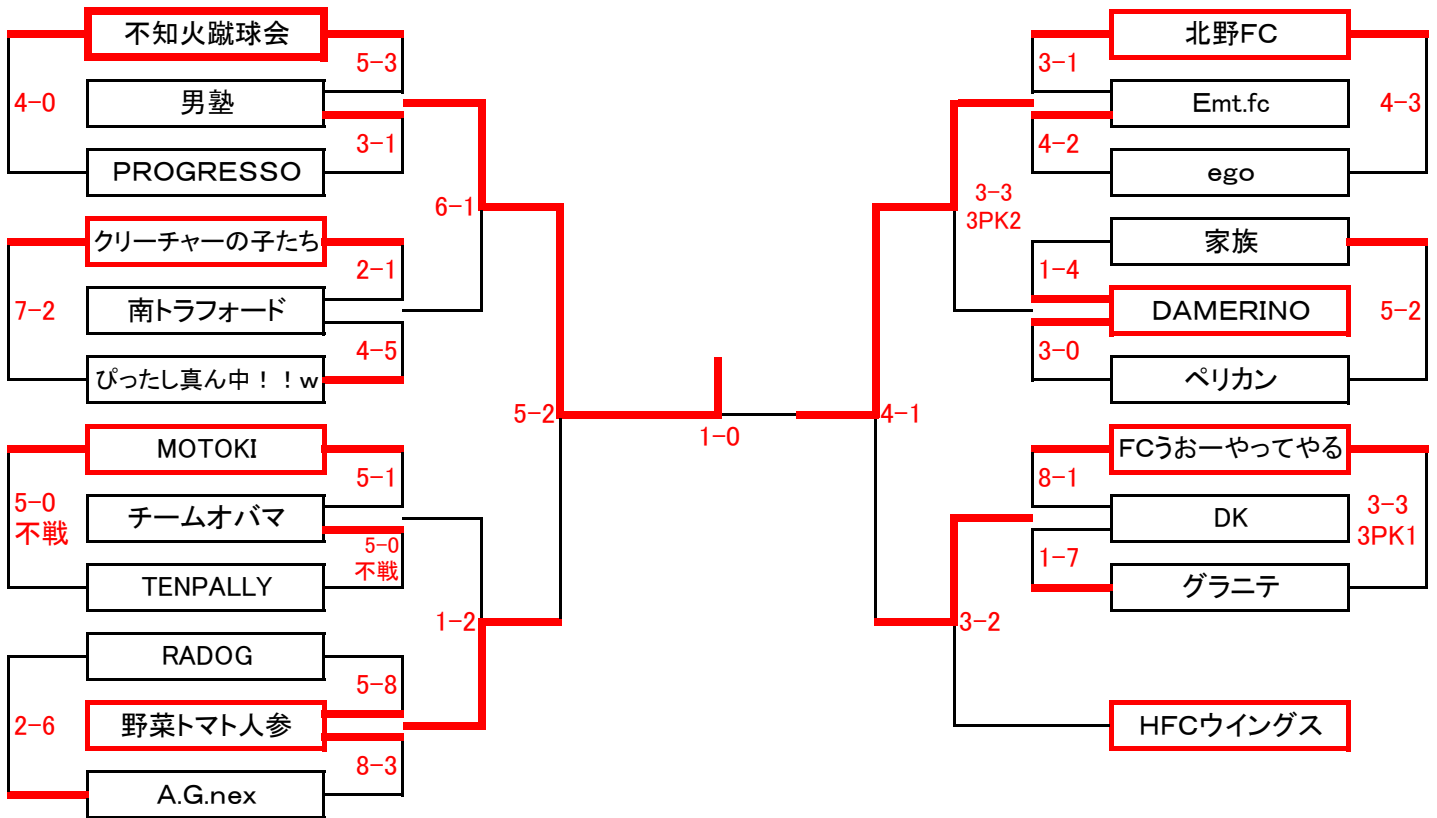 不知火蹴球会
5-3
4-0
男塾
3-1
PROGRESSO
6-1
クリーチャーの子たち
2-1
7-2
南トラフォード
4-5
ぴったし真ん中！！w
5-2
MOTOKI
5-1
5-0
不戦
チームオバマ
5-0
不戦
TENPALLY
1-2
RADOG
5-8
2-6
野菜トマト人参
8-3
A.G.nex
1-0
北野FC
3-1
4-3
Emt.fc
4-2
ego
3-3
3PK2
家族
1-4
DAMERINO
5-2
3-0
ペリカン
4-1
FCうおーやってやる
8-1
3-3
3PK1
DK
1-7
グラニテ
3-2
HFCウイングス